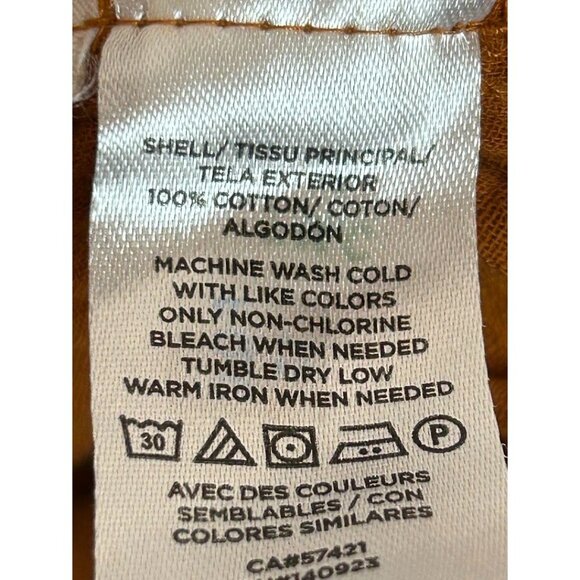 SHELL/ TISSU PRINCIPAL/
TELA EXTERIOR
100% COTTON/ COTON/
ALGODÓN
MACHINE WASH COLD
WITH LIKE COLORS
ONLY NON-CHLORINE
BLEACH WHEN NEEDED
TUMBLE DRY LOW
WARM IRON WHEN NEEDED
30 P
AVEC DES COULEURS
SEMBLABLES / CON
COLORES SIMILARES
CA#57421